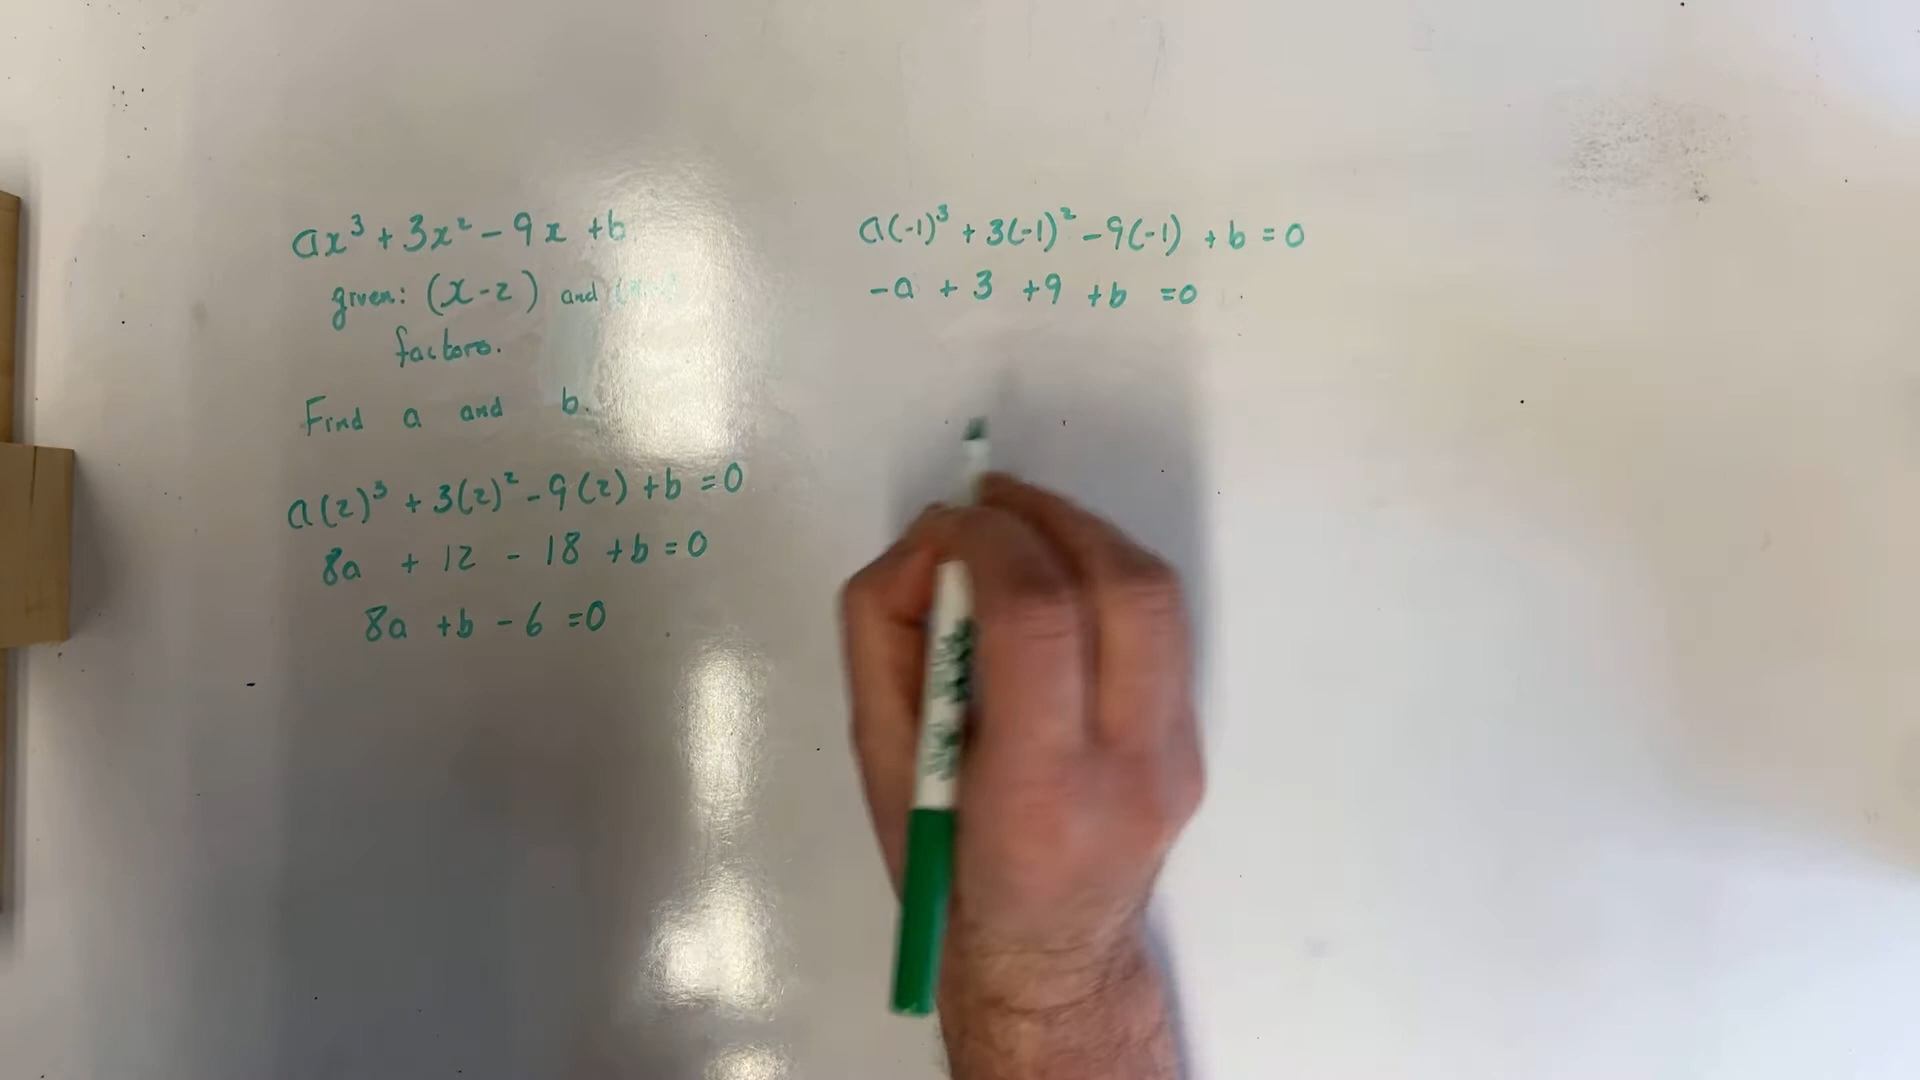 ax³ + 3x² - 9x + b
given: (x-2) and
factors.
Find a and b.
a(2)³ + 3(2)² - 9(2) + b = 0
8a + 12 - 18 + b = 0
8a + b - 6 = 0
a(-1)³ + 3(-1)² - 9(-1) + b = 0
-a + 3 + 9 + b = 0